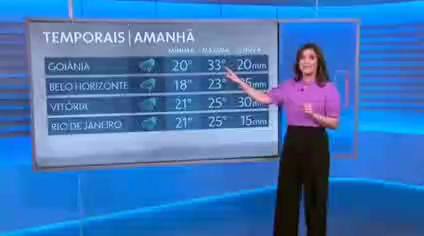 TEMPORAIS | AMANHÃ
MÍNIMA MÁXIMA
GOIÂNIA 20° 33° 20mm
BELO HORIZONTE 18° 23° mm
VITÓRIA 21° 25° 30mm
RIO DE JANEIRO 21° 25° 15mm